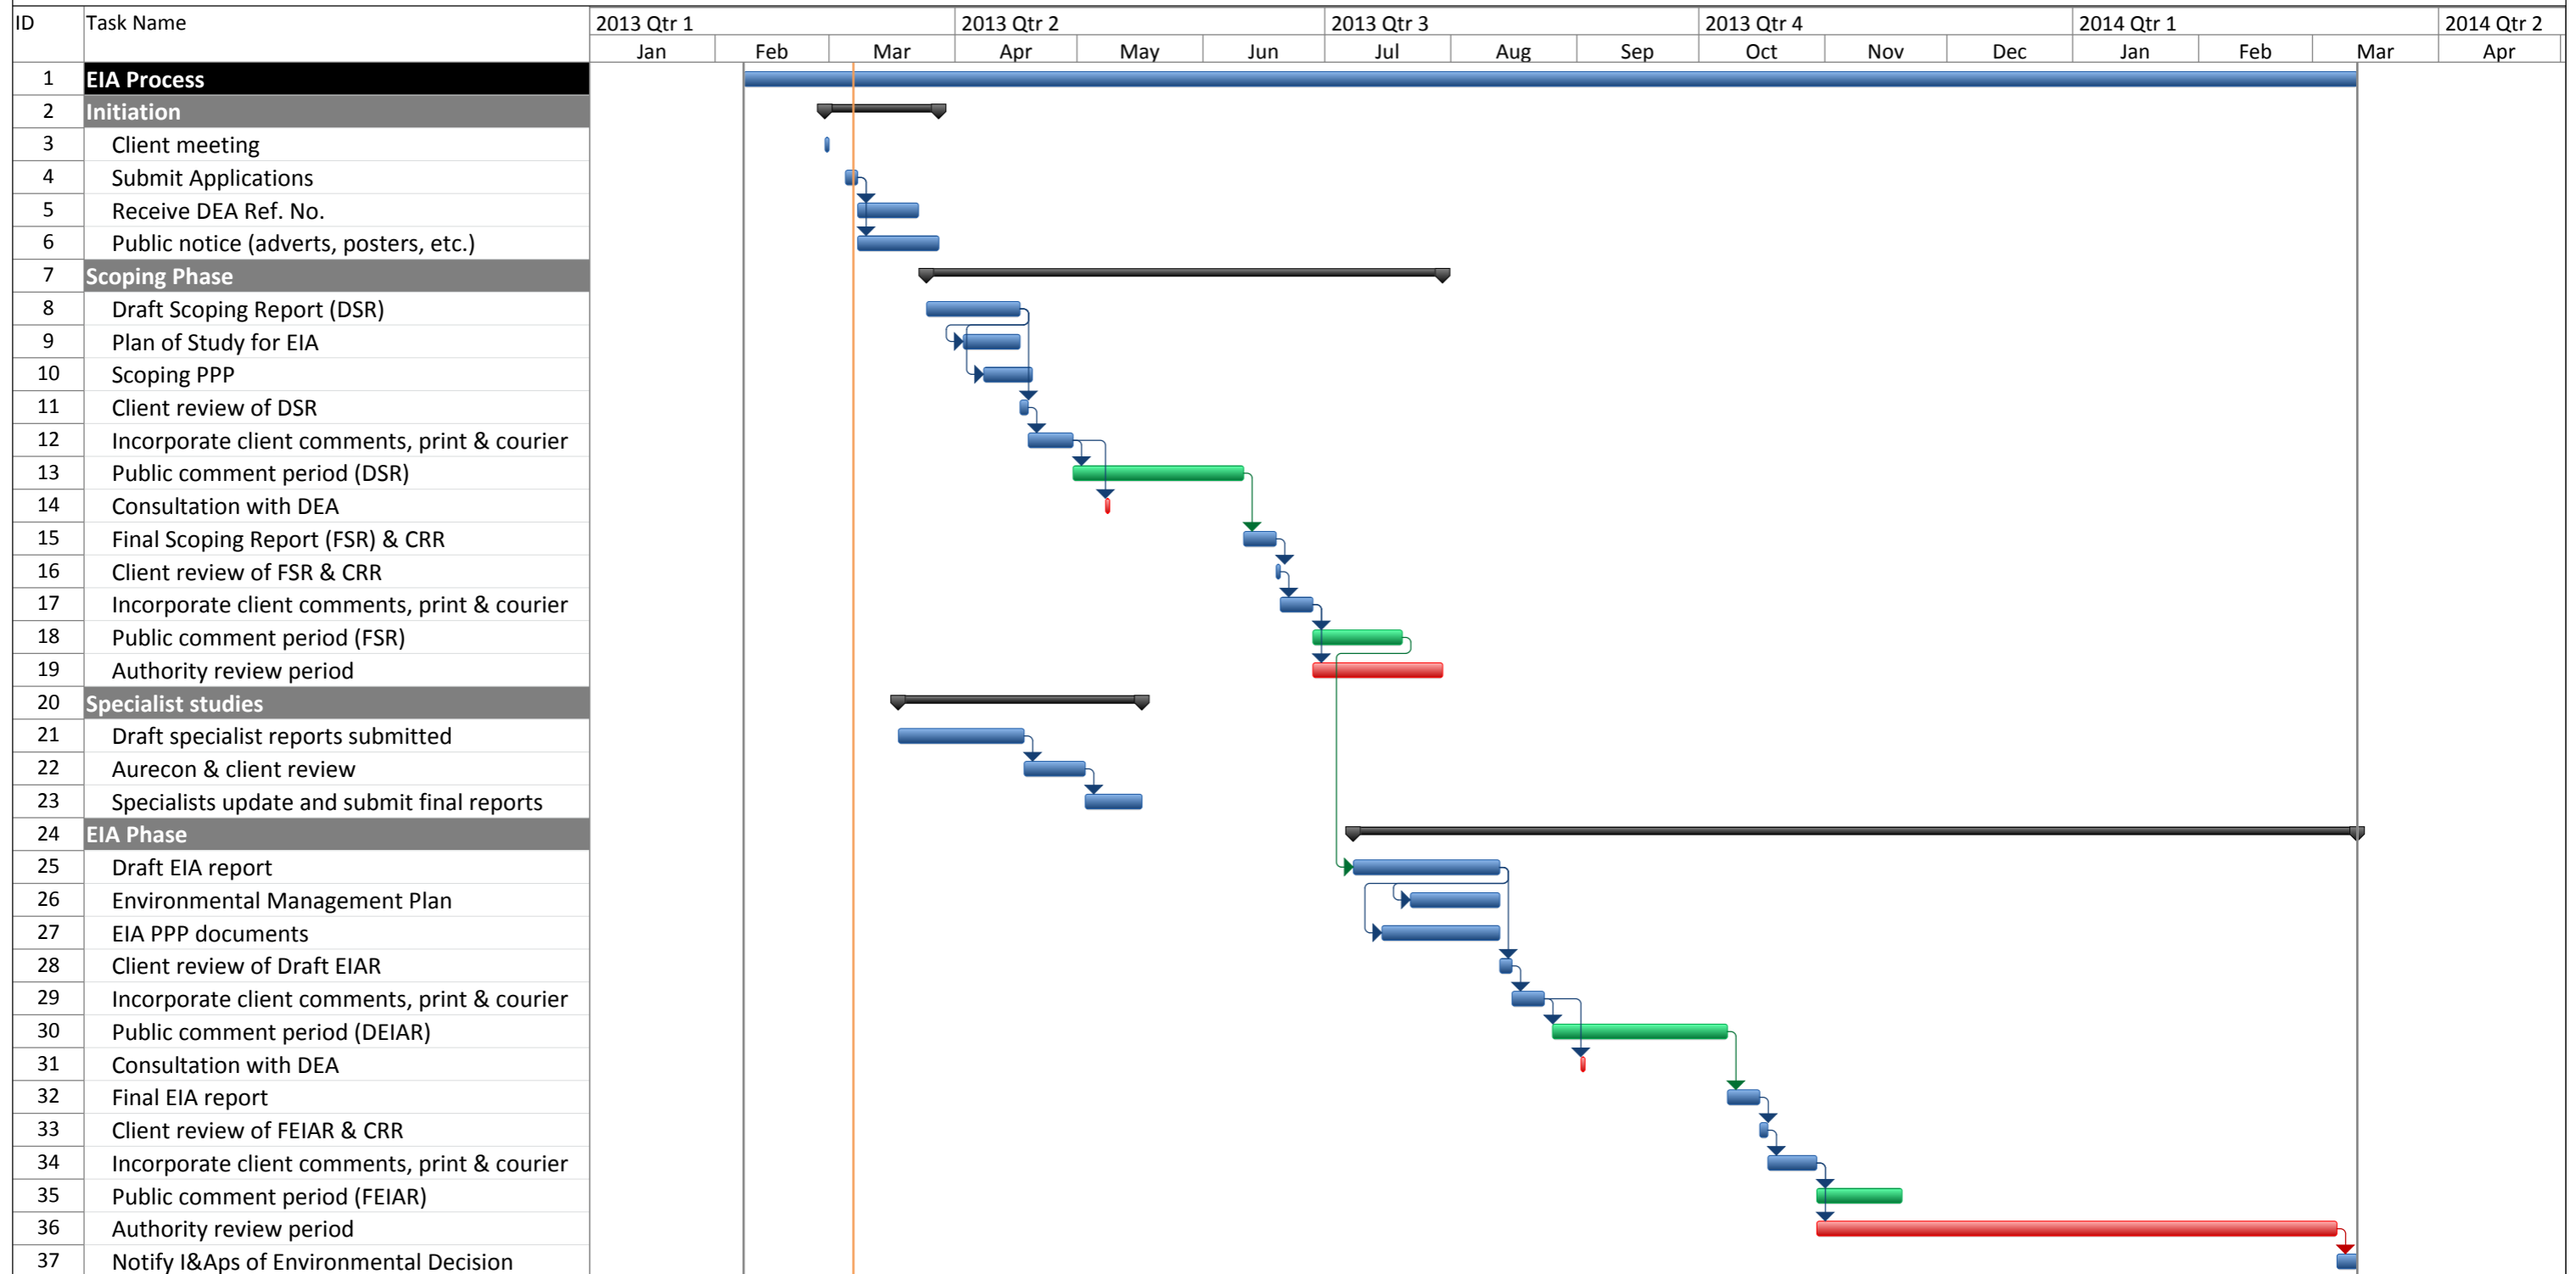 ID Task Name 2013 Qtr 1 2013 Qtr 2 2013 Qtr 3 2013 Qtr 4 2014 Qtr 1 2014 Qtr 2
Jan Feb Mar Apr May Jun Jul Aug Sep Oct Nov Dec Jan Feb Mar Apr
1 EIA Process
2 Initiation
3 Client meeting
4 Submit Applications
5 Receive DEA Ref. No.
6 Public notice (adverts, posters, etc.)
7 Scoping Phase
8 Draft Scoping Report (DSR)
9 Plan of Study for EIA
10 Scoping PPP
11 Client review of DSR
12 Incorporate client comments, print & courier
13 Public comment period (DSR)
14 Consultation with DEA
15 Final Scoping Report (FSR) & CRR
16 Client review of FSR & CRR
17 Incorporate client comments, print & courier
18 Public comment period (FSR)
19 Authority review period
20 Specialist studies
21 Draft specialist reports submitted
22 Aurecon & client review
23 Specialists update and submit final reports
24 EIA Phase
25 Draft EIA report
26 Environmental Management Plan
27 EIA PPP documents
28 Client review of Draft EIAR
29 Incorporate client comments, print & courier
30 Public comment period (DEIAR)
31 Consultation with DEA
32 Final EIA report
33 Client review of FEIAR & CRR
34 Incorporate client comments, print & courier
35 Public comment period (FEIAR)
36 Authority review period
37 Notify I&Aps of Environmental Decision